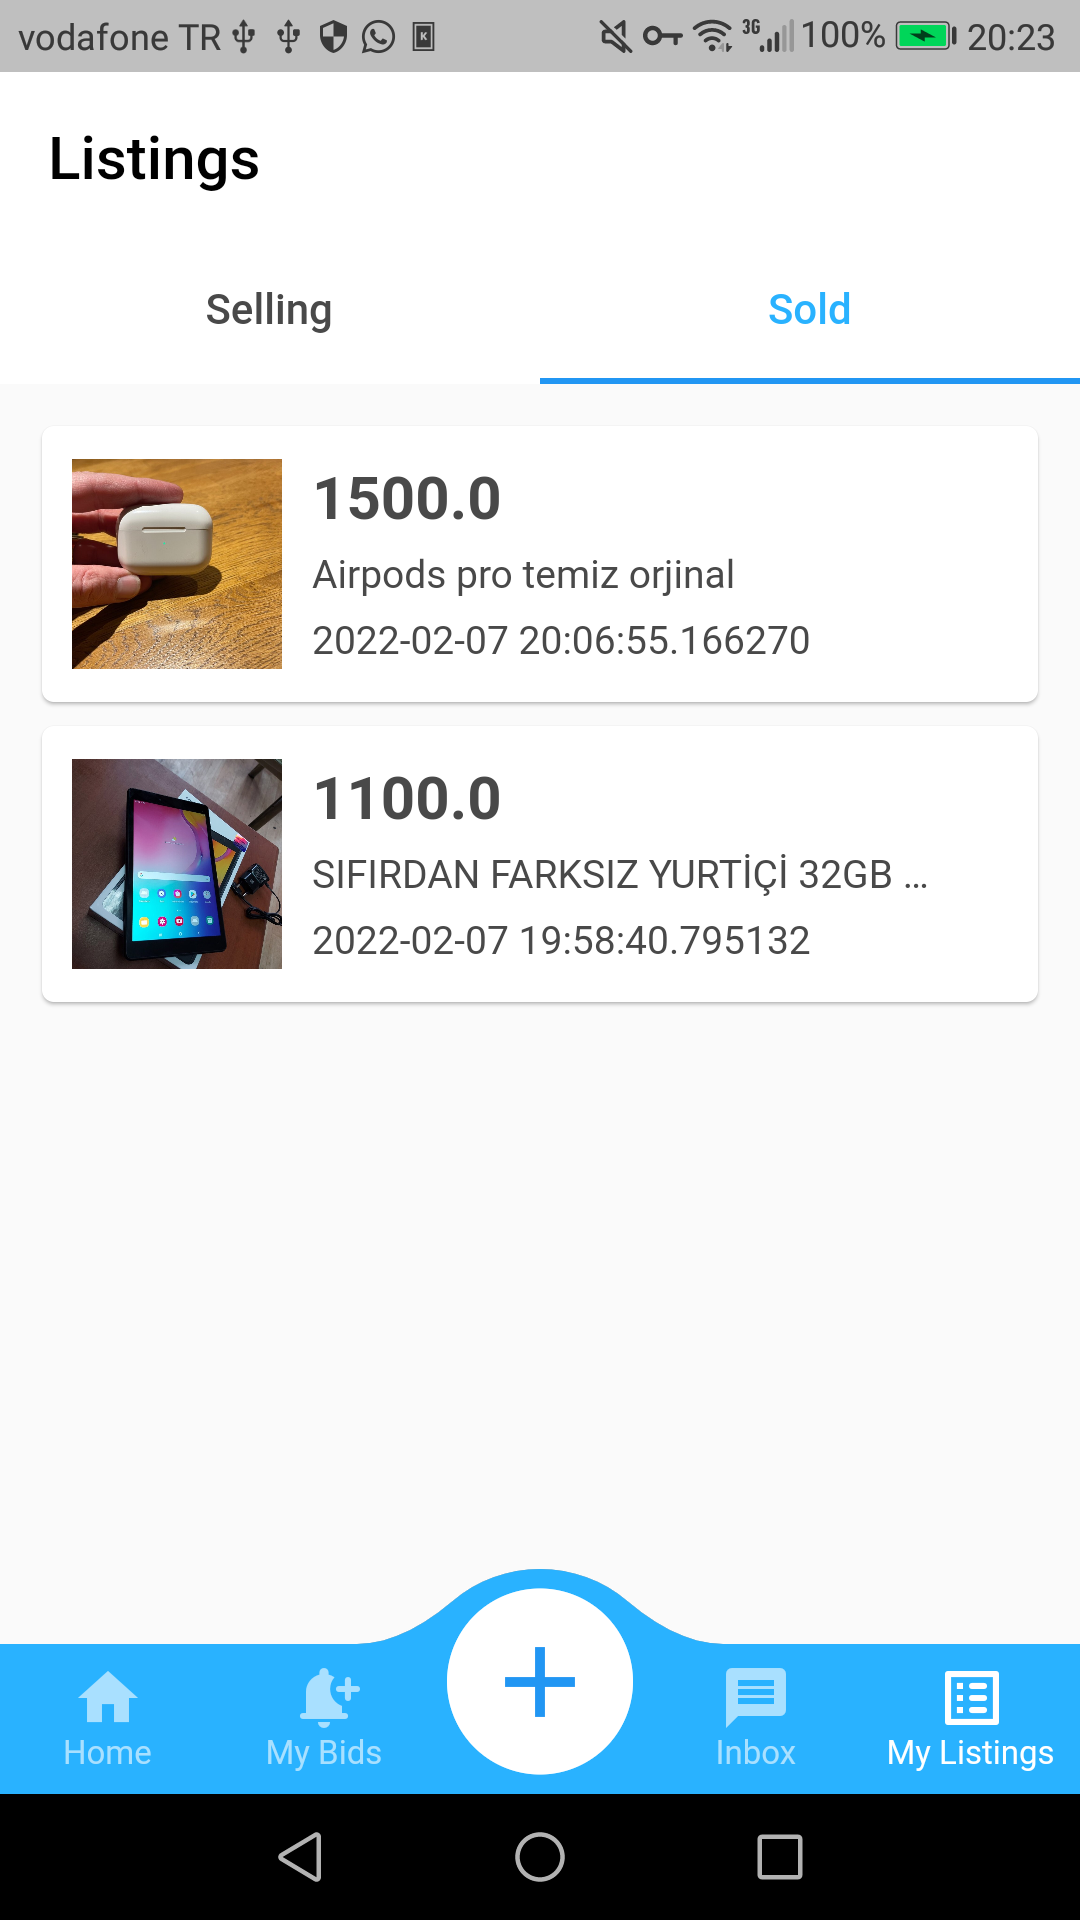 vodafone TR 3G 100% 20:23
Listings
Selling Sold
1500.0
Airpods pro temiz orjinal
2022-02-07 20:06:55.166270
1100.0
SIFIRDAN FARKSIZ YURTİÇİ 32GB ...
2022-02-07 19:58:40.795132
Home My Bids Inbox My Listings